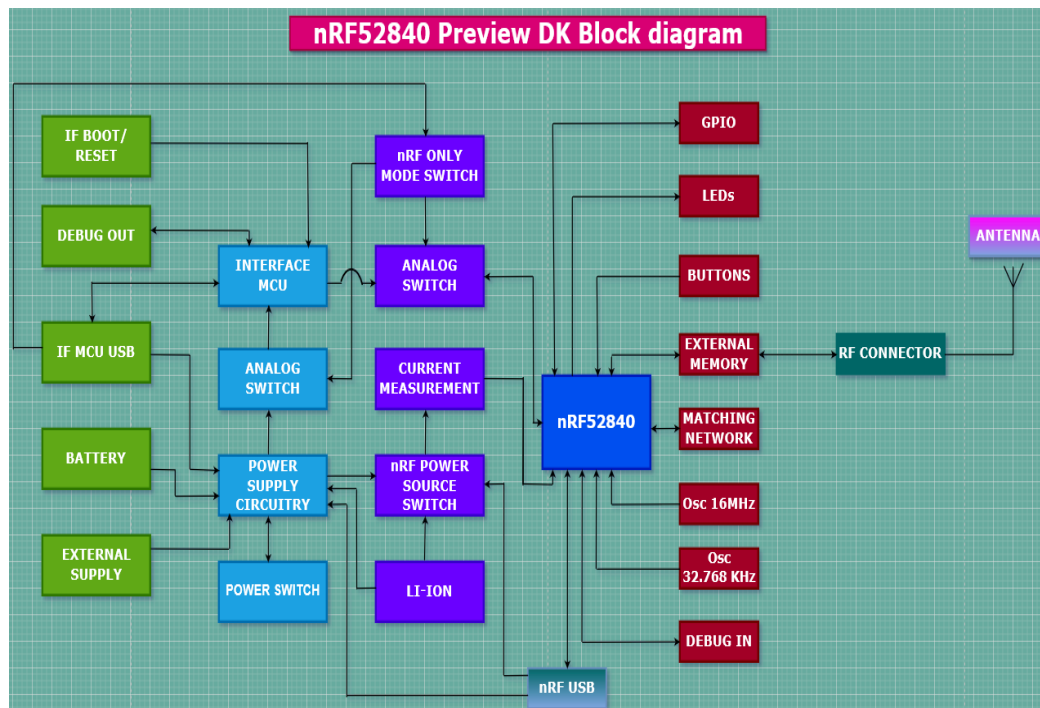 nRF52840 Preview DK Block diagram
IF BOOT/
RESET
nRF ONLY
MODE SWITCH
GPIO
LEDs
DEBUG OUT
INTERFACE
MCU
ANALOG
SWITCH
BUTTONS
ANTENNA
IF MCU USB
ANALOG
SWITCH
CURRENT
MEASUREMENT
EXTERNAL
MEMORY
RF CONNECTOR
nRF52840
MATCHING
NETWORK
BATTERY
POWER
SUPPLY
CIRCUITRY
nRF POWER
SOURCE
SWITCH
Osc 16MHz
EXTERNAL
SUPPLY
POWER SWITCH
LI-ION
Osc
32.768 KHz
DEBUG IN
nRF USB